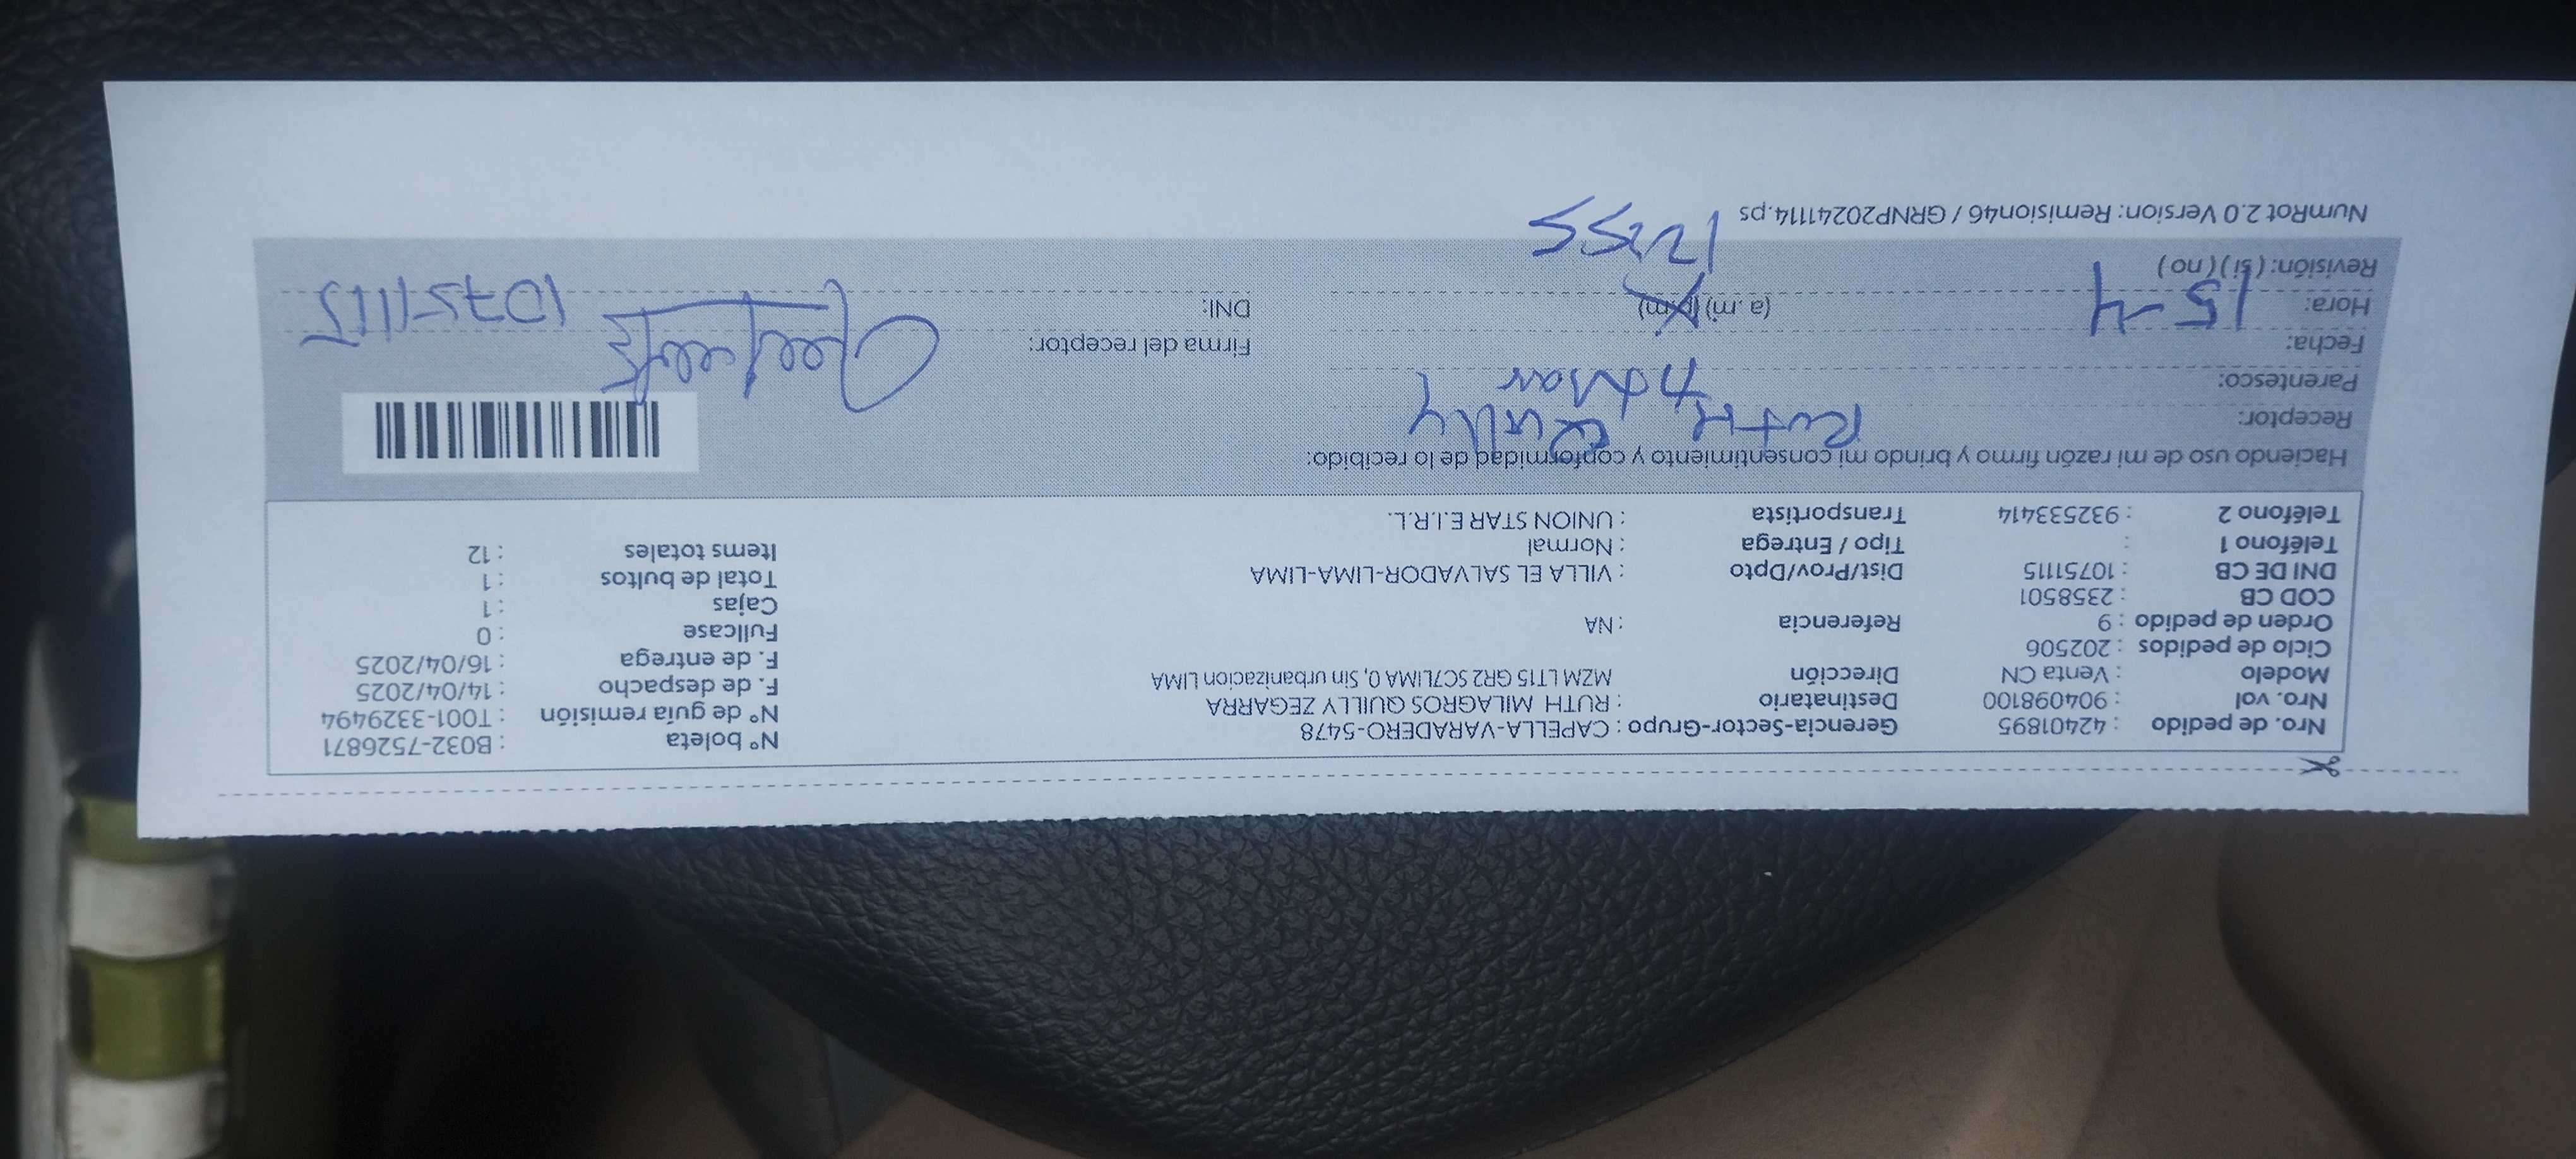 Nro. de pedido : 42401895 Gerencia-Sector-Grupo : CAPELLA-VARADERO-5478 N° boleta : B032-7526871
Nro. vol : 904098100 Destinatario : RUTH MILAGROS QUILLY ZEGARRA N° de guía remisión : T001-3329494
Modelo : Venta CN Dirección MZM LT15 GR2 SC7LIMA 0, Sin urbanizacion LIMA F. de despacho : 14/04/2025
Ciclo de pedidos : 202506 F. de entrega : 16/04/2025
Orden de pedido : 9 Referencia : NA Fullcase : 0
COD CB : 2358501 Cajas : 1
DNI DE CB : 10751115 Dist/Prov/Dpto : VILLA EL SALVADOR-LIMA-LIMA Total de bultos : 1
Teléfono 1 : Tipo / Entrega : Normal Items totales : 12
Teléfono 2 : 932533414 Transportista : UNION STAR E.I.R.L.
Haciendo uso de mi razón firmo y brindo mi consentimiento y conformidad de lo recibido:
Receptor: Ruth Quilly
Parentesco: titular
Fecha: 15-4 Firma del receptor:
Hora: (a .m) (p.m) 12:55 DNI: 10751115
Revisión: (si) (no)
NumRot 2.0 Version: Remision46 / GRNP20241114.ps